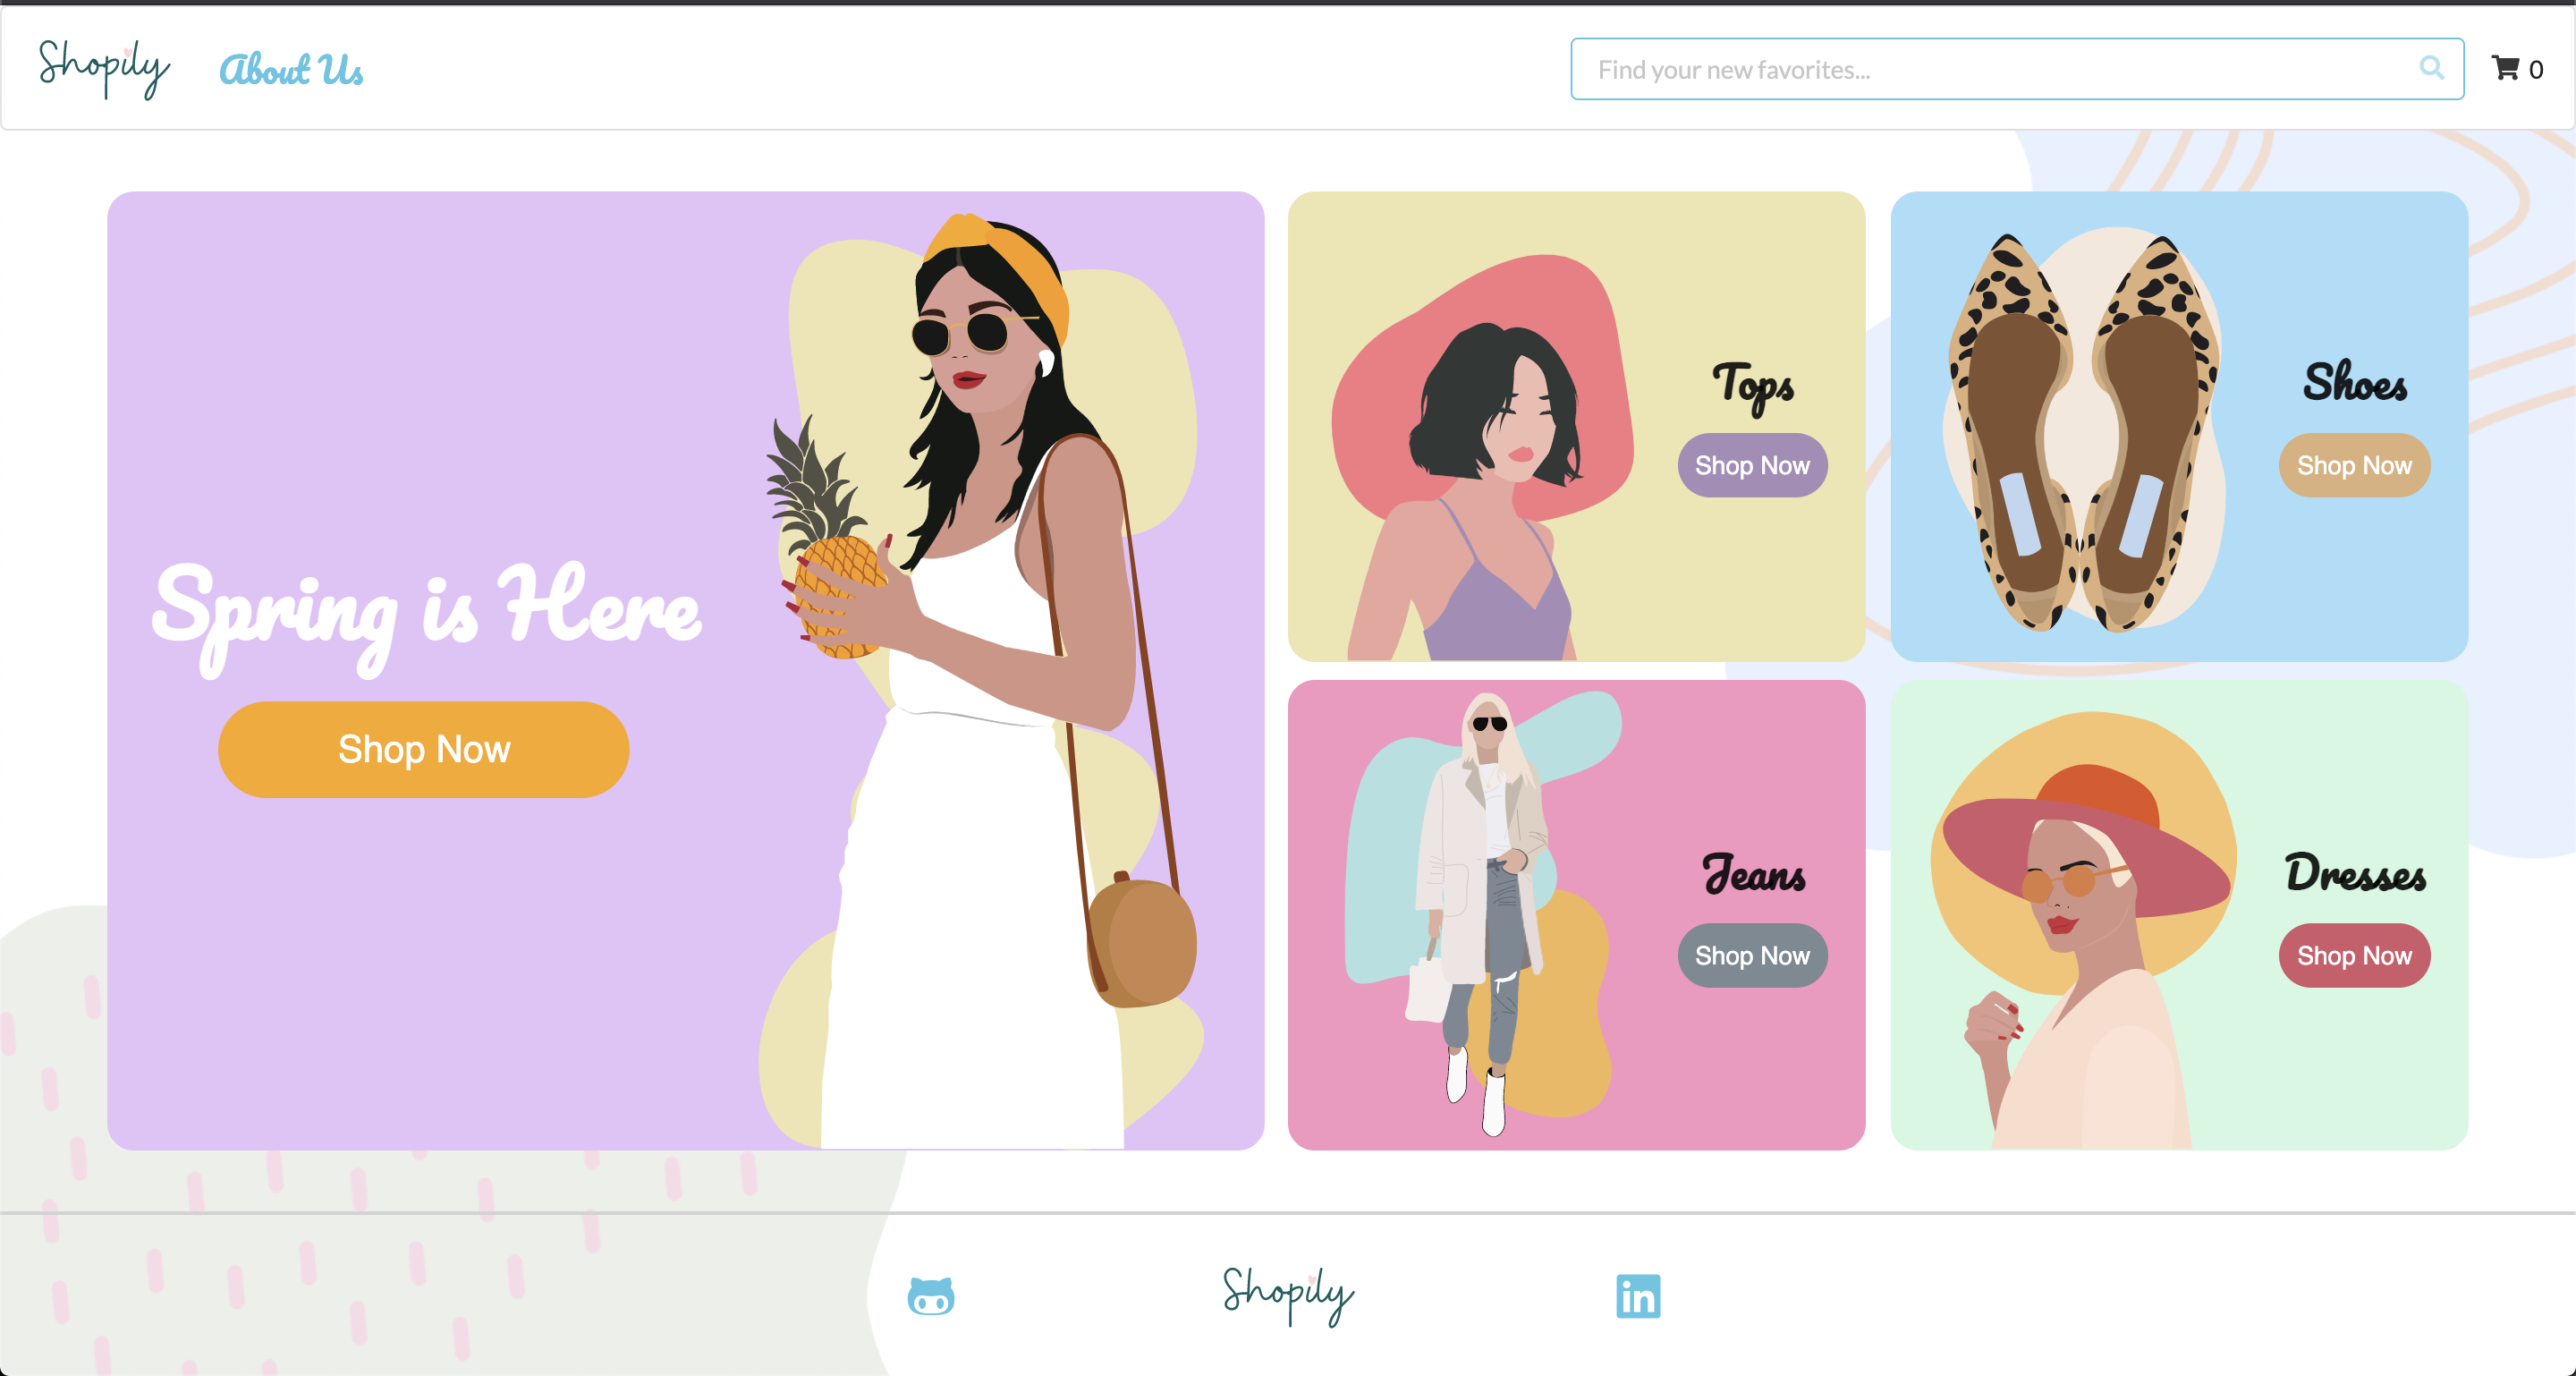 Shopily
About Us
Find your new favorites...
0
Spring is Here
Shop Now
Tops
Shop Now
Shoes
Shop Now
Jeans
Shop Now
Dresses
Shop Now
Shopily
in